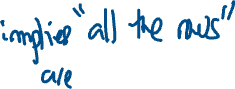 implies "all the rows"
are